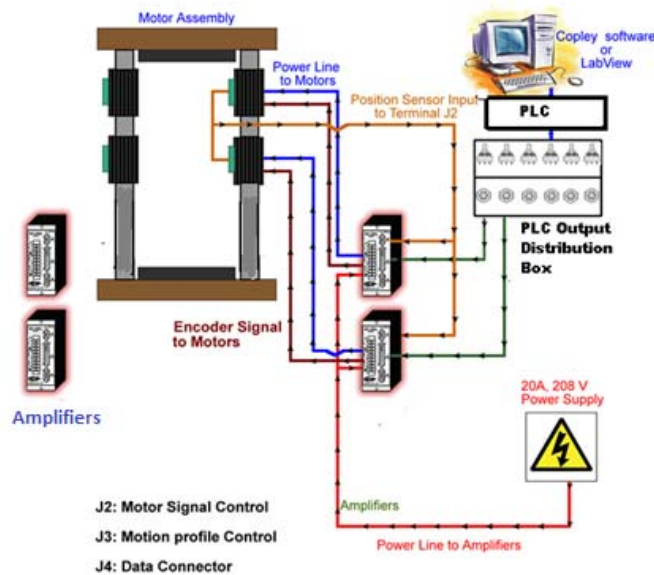 Motor Assembly
Copley software
or
LabView
Power Line
to Motors
Position Sensor Input
to Terminal J2
PLC
PLC Output
Distribution
Box
Encoder Signal
to Motors
Amplifiers
20A, 208 V
Power Supply
J2: Motor Signal Control
Amplifiers
J3: Motion profile Control
Power Line to Amplifiers
J4: Data Connector